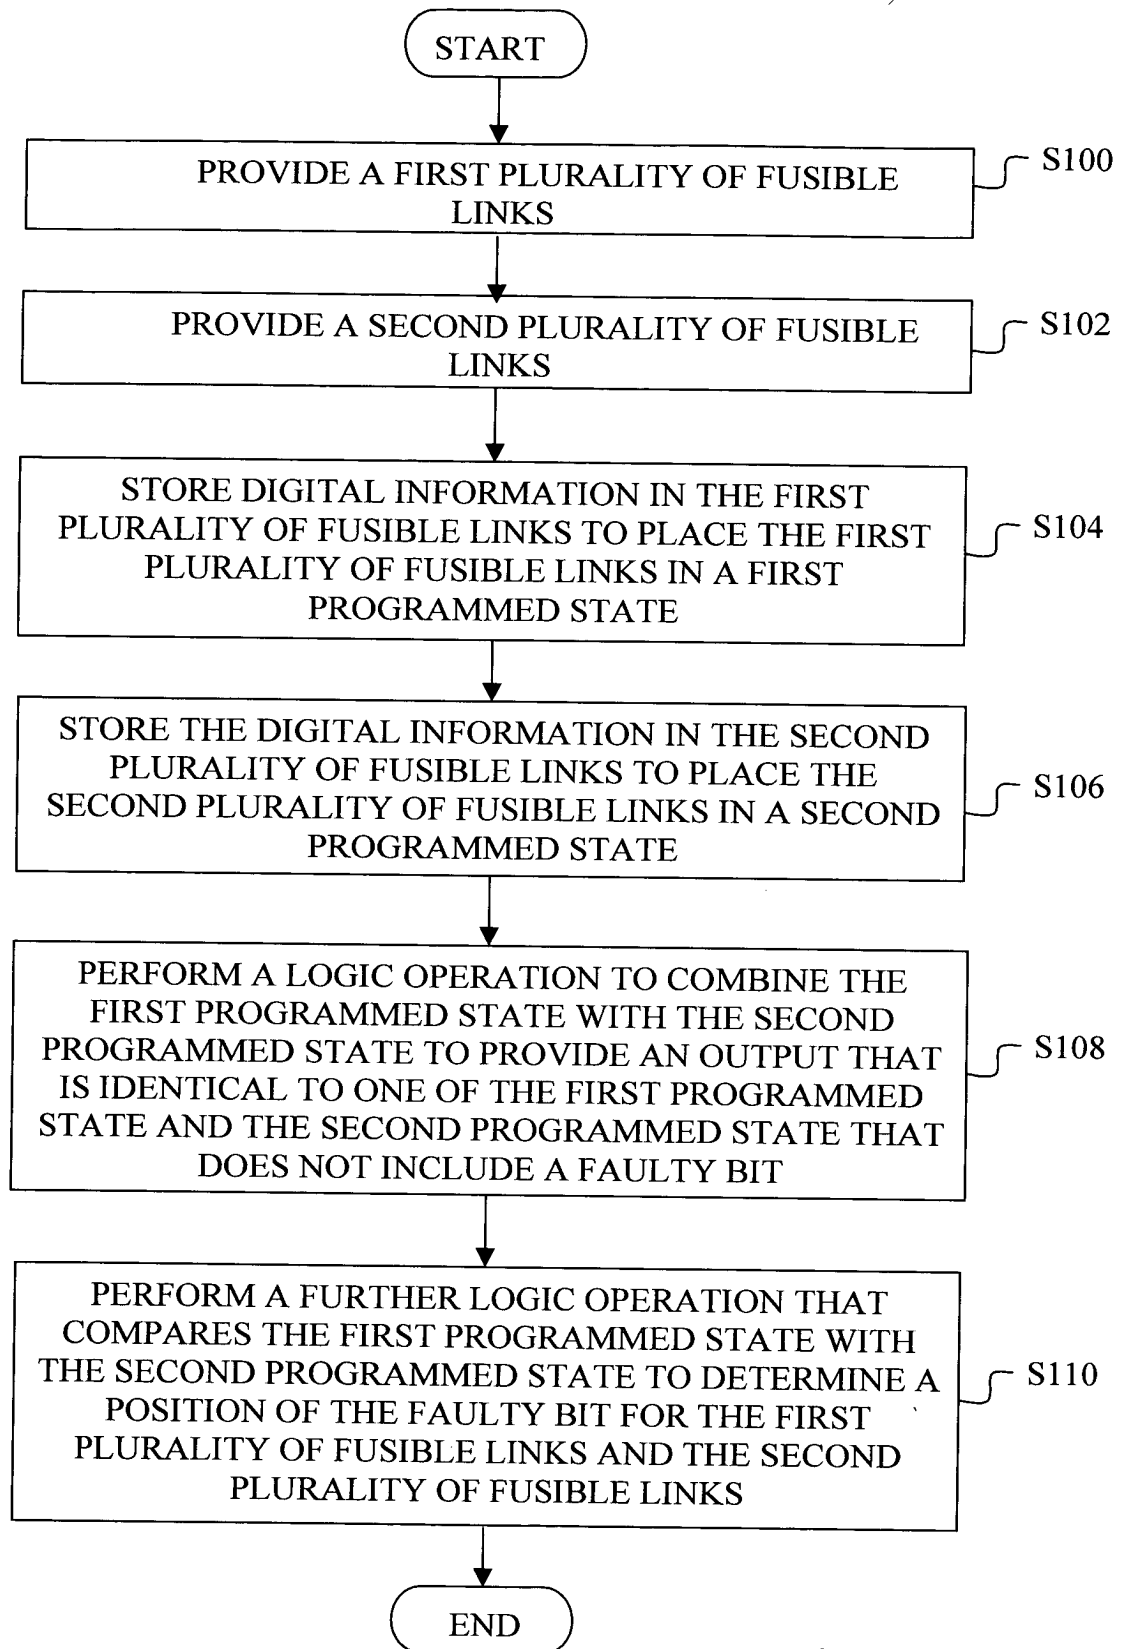 START
PROVIDE A FIRST PLURALITY OF FUSIBLE
LINKS
S100
PROVIDE A SECOND PLURALITY OF FUSIBLE
LINKS
S102
STORE DIGITAL INFORMATION IN THE FIRST
PLURALITY OF FUSIBLE LINKS TO PLACE THE FIRST
PLURALITY OF FUSIBLE LINKS IN A FIRST
PROGRAMMED STATE
S104
STORE THE DIGITAL INFORMATION IN THE SECOND
PLURALITY OF FUSIBLE LINKS TO PLACE THE
SECOND PLURALITY OF FUSIBLE LINKS IN A SECOND
PROGRAMMED STATE
S106
PERFORM A LOGIC OPERATION TO COMBINE THE
FIRST PROGRAMMED STATE WITH THE SECOND
PROGRAMMED STATE TO PROVIDE AN OUTPUT THAT
IS IDENTICAL TO ONE OF THE FIRST PROGRAMMED
STATE AND THE SECOND PROGRAMMED STATE THAT
DOES NOT INCLUDE A FAULTY BIT
S108
PERFORM A FURTHER LOGIC OPERATION THAT
COMPARES THE FIRST PROGRAMMED STATE WITH
THE SECOND PROGRAMMED STATE TO DETERMINE A
POSITION OF THE FAULTY BIT FOR THE FIRST
PLURALITY OF FUSIBLE LINKS AND THE SECOND
PLURALITY OF FUSIBLE LINKS
S110
END